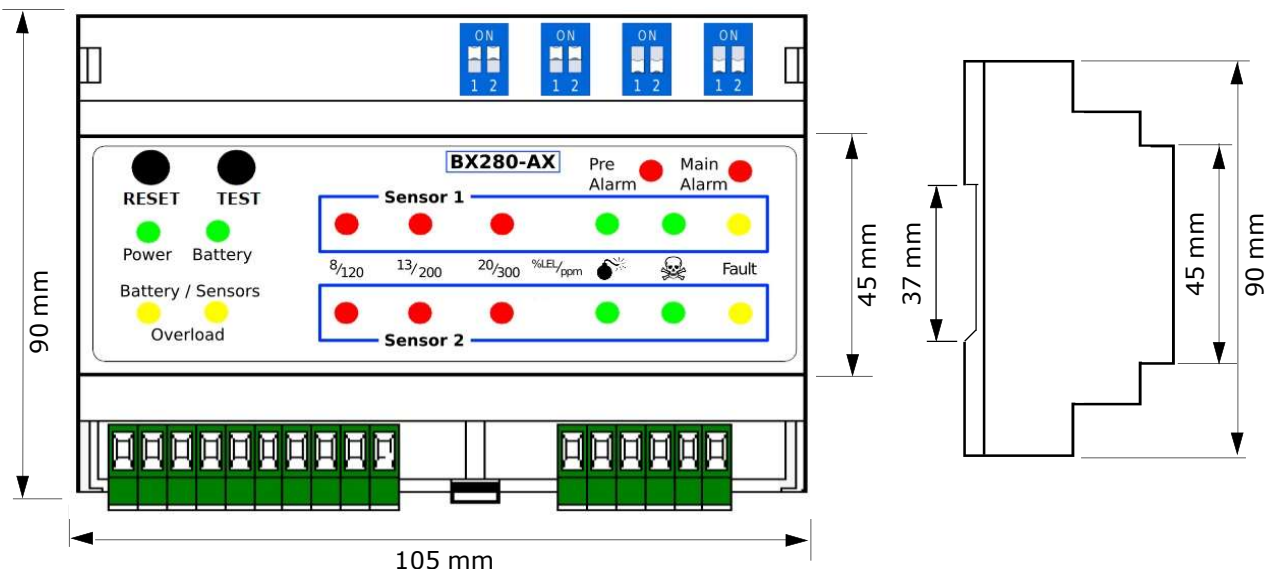 ON ON ON ON
1 2 1 2 1 2 1 2
BX280-AX
Pre Alarm
Main Alarm
RESET TEST
Sensor 1
Power Battery
8/120 13/200 20/300 %LEL/ppm Fault
Battery / Sensors
Overload
Sensor 2
90 mm
105 mm
45 mm
37 mm
45 mm
90 mm